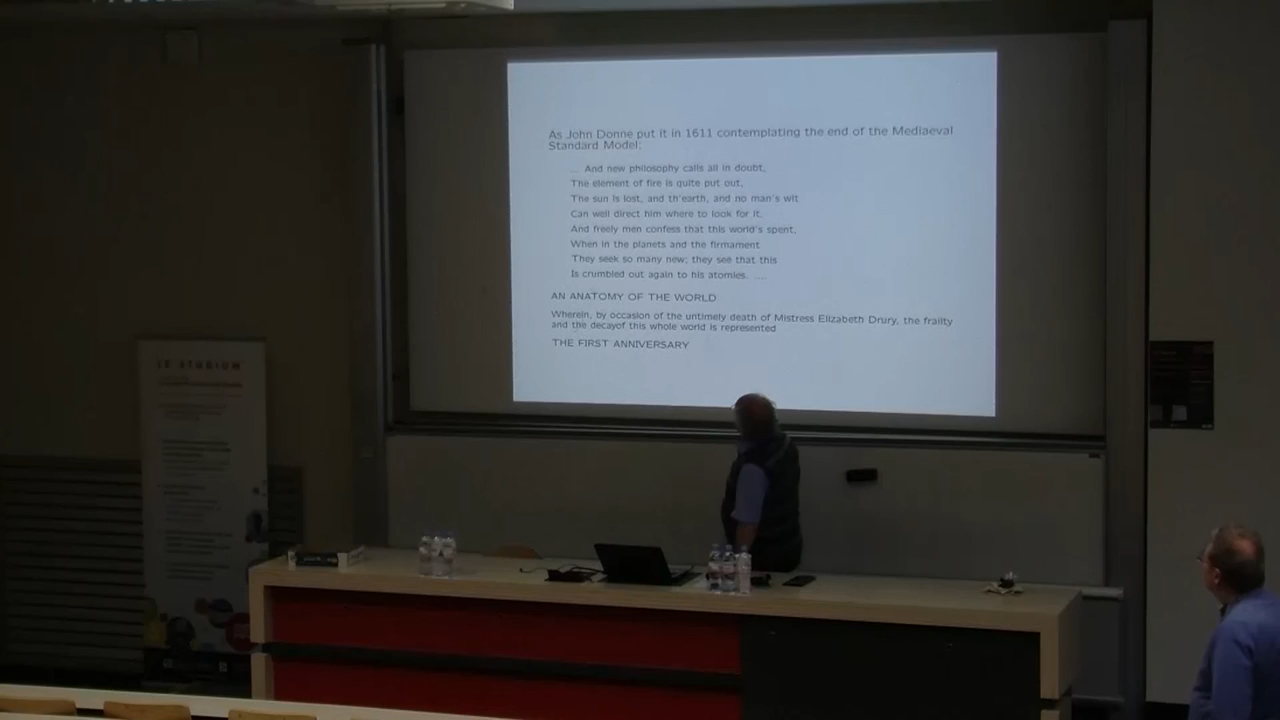 As John Donne put it in 1611 contemplating the end of the Mediaeval
Standard Model:
... And new philosophy calls all in doubt,
The element of fire is quite put out,
The sun is lost, and th'earth, and no man's wit
Can well direct him where to look for it.
And freely men confess that this world's spent,
When in the planets and the firmament
They seek so many new; they see that this
Is crumbled out again to his atomies. ....
AN ANATOMY OF THE WORLD
Wherein, by occasion of the untimely death of Mistress Elizabeth Drury, the frailty
and the decayof this whole world is represented
THE FIRST ANNIVERSARY
LE STUDIUM